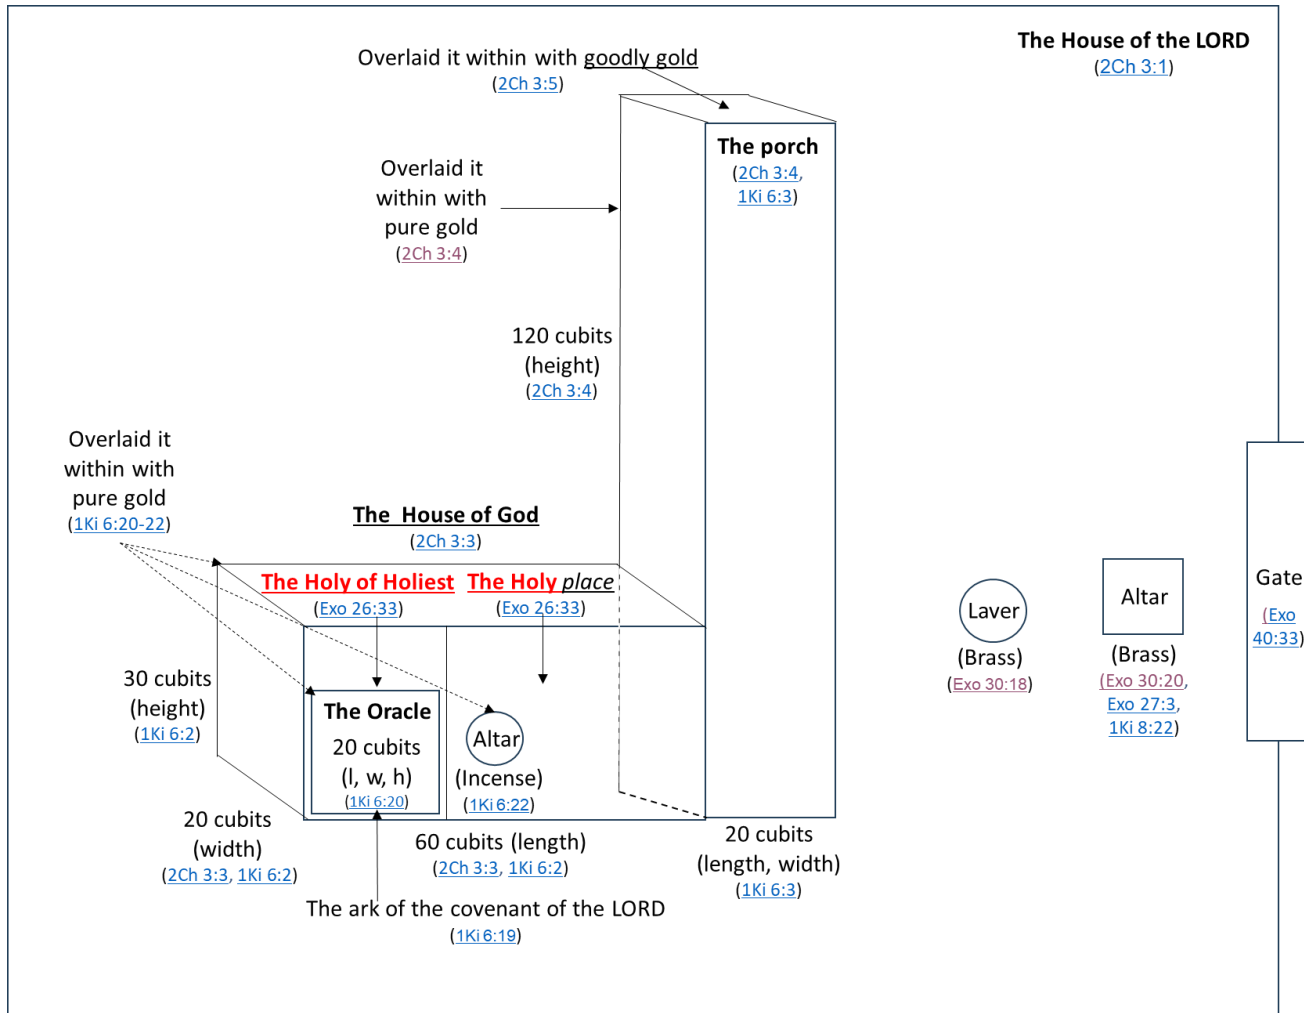 The House of the LORD
(2Ch 3:1)
Overlaid it within with goodly gold
(2Ch 3:5)
The porch
(2Ch 3:4,
1Ki 6:3)
Overlaid it
within with
pure gold
(2Ch 3:4)
120 cubits
(height)
(2Ch 3:4)
Overlaid it
within with
pure gold
(1Ki 6:20-22)
The House of God
(2Ch 3:3)
The Holy of Holiest
(Exo 26:33)
The Holy place
(Exo 26:33)
30 cubits
(height)
(1Ki 6:2)
The Oracle
20 cubits
(l, w, h)
(1Ki 6:20)
Altar
(Incense)
(1Ki 6:22)
20 cubits
(width)
(2Ch 3:3, 1Ki 6:2)
60 cubits (length)
(2Ch 3:3, 1Ki 6:2)
20 cubits
(length, width)
(1Ki 6:3)
The ark of the covenant of the LORD
(1Ki 6:19)
Laver
(Brass)
(Exo 30:18)
Altar
(Brass)
(Exo 30:20,
Exo 27:3,
1Ki 8:22)
Gate
(Exo
40:33)